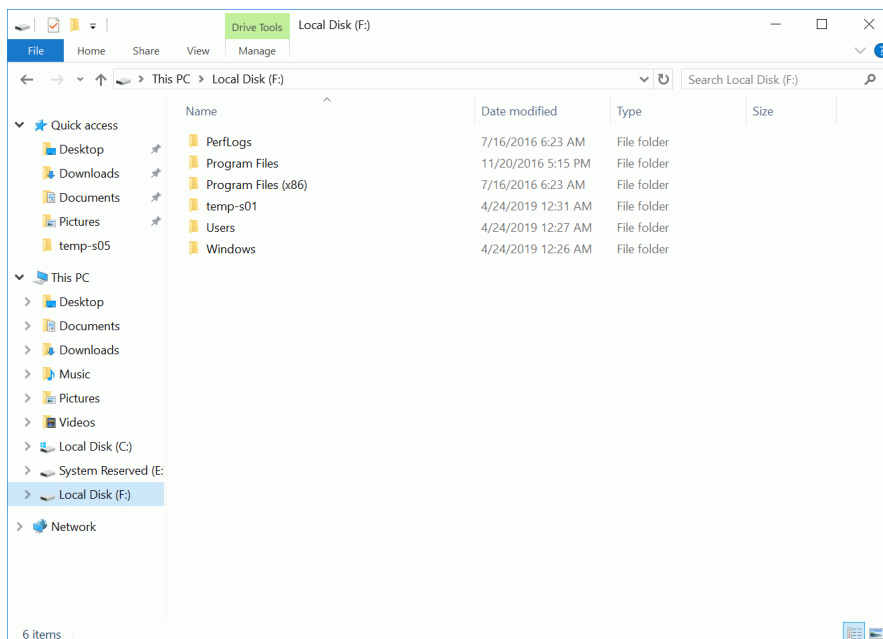 Drive Tools Local Disk (F:)
File Home Share View Manage
This PC Local Disk (F:) Search Local Disk (F:)
Name Date modified Type Size
Quick access
Desktop
Downloads
Documents
Pictures
temp-s05
This PC
Desktop
Documents
Downloads
Music
Pictures
Videos
Local Disk (C:)
System Reserved (E:
Local Disk (F:)
Network
PerfLogs 7/16/2016 6:23 AM File folder
Program Files 11/20/2016 5:15 PM File folder
Program Files (x86) 7/16/2016 6:23 AM File folder
temp-s01 4/24/2019 12:31 AM File folder
Users 4/24/2019 12:27 AM File folder
Windows 4/24/2019 12:26 AM File folder
6 items